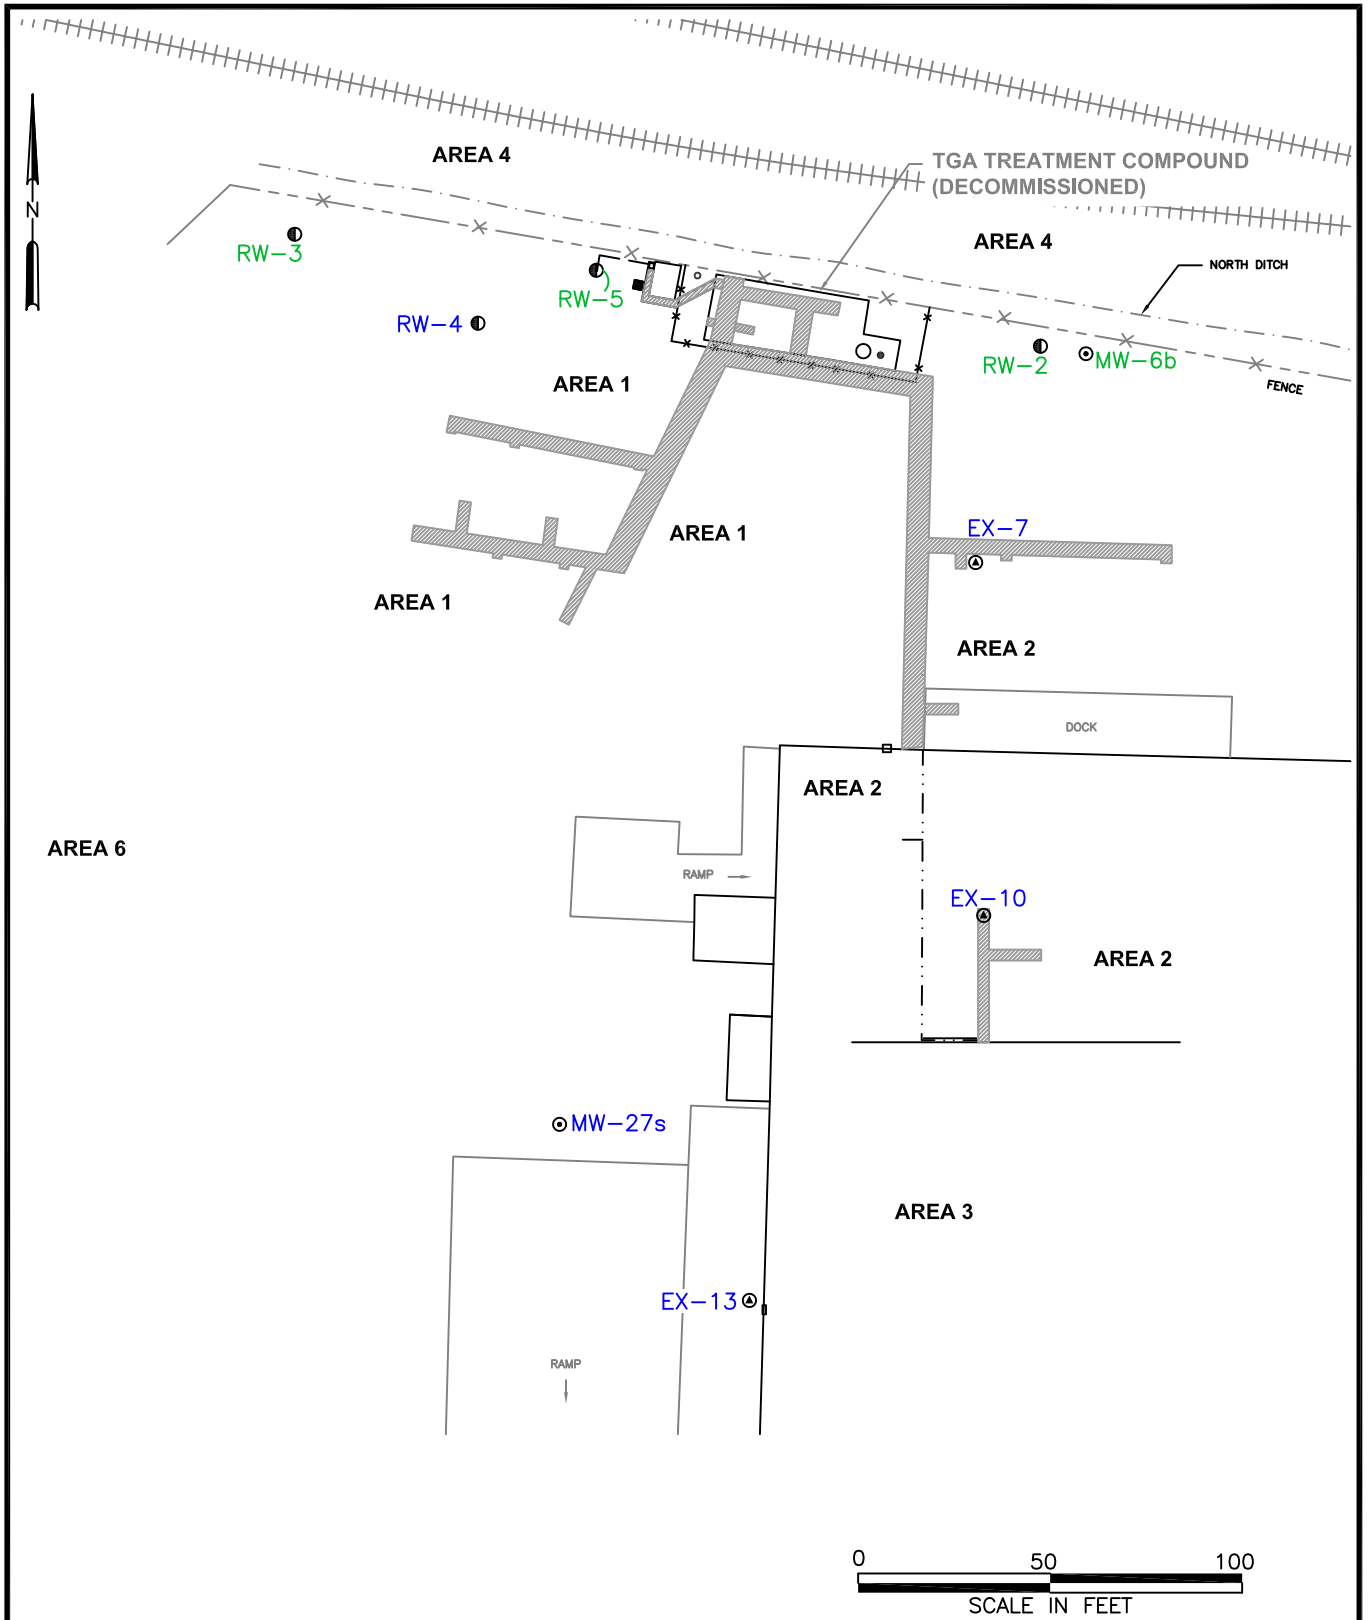 AREA 4
TGA TREATMENT COMPOUND
(DECOMMISSIONED)
N
AREA 4
RW-3
NORTH DITCH
RW-5
RW-4
RW-2
MW-6b
AREA 1
FENCE
EX-7
AREA 1
AREA 1
AREA 2
DOCK
AREA 2
AREA 6
RAMP
EX-10
AREA 2
MW-27s
AREA 3
EX-13
RAMP
0 50 100
SCALE IN FEET